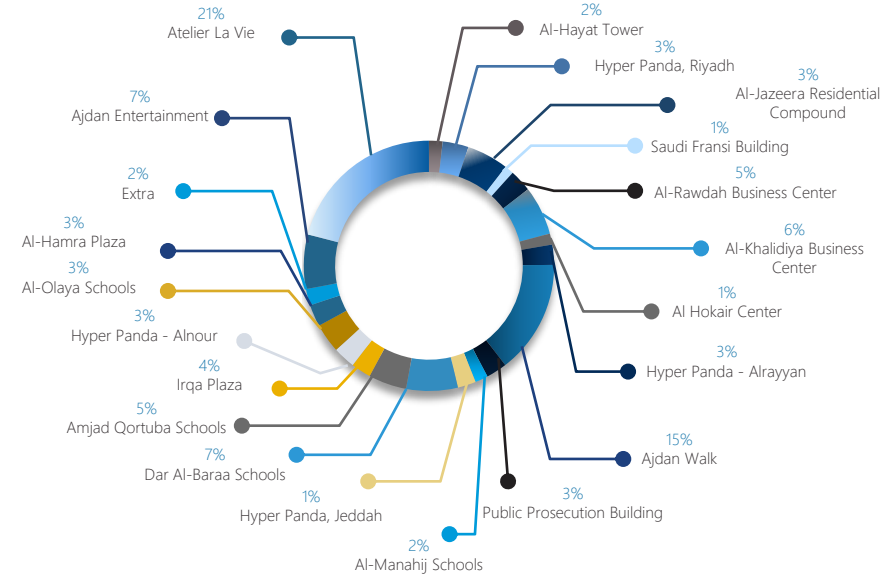 21%
Atelier La Vie
2%
Al-Hayat Tower
3%
Hyper Panda, Riyadh
3%
Al-Jazeera Residential
Compound
1%
Saudi Fransi Building
5%
Al-Rawdah Business Center
6%
Al-Khalidiya Business
Center
1%
Al Hokair Center
3%
Hyper Panda - Alrayyan
15%
Ajdan Walk
3%
Public Prosecution Building
2%
Al-Manahij Schools
1%
Hyper Panda, Jeddah
7%
Dar Al-Baraa Schools
5%
Amjad Qortuba Schools
4%
Irqa Plaza
3%
Hyper Panda - Alnour
3%
Al-Olaya Schools
3%
Al-Hamra Plaza
2%
Extra
7%
Ajdan Entertainment